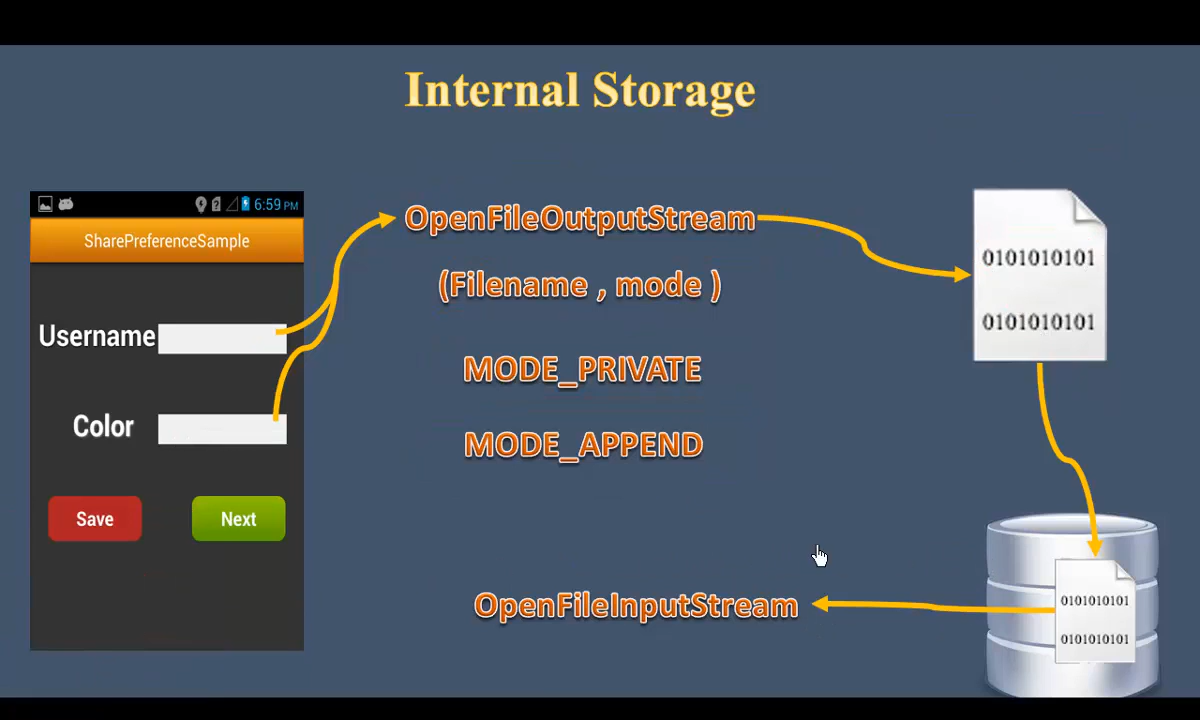 Internal Storage
6:59 PM
SharePreferenceSample
Username
Color
Save
Next
OpenFileOutputStream
(Filename , mode )
MODE_PRIVATE
MODE_APPEND
OpenFileInputStream
0101010101
0101010101
0101010101
0101010101